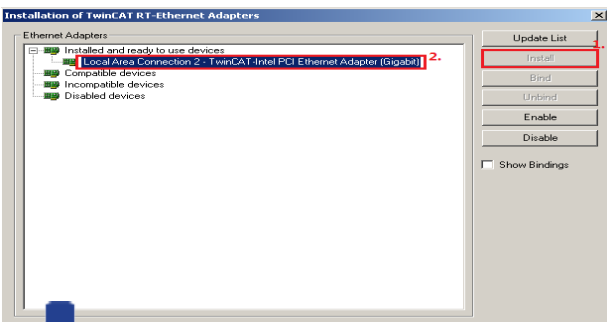 Installation of TwinCAT RT-Ethernet Adapters
Ethernet Adapters
Installed and ready to use devices
Local Area Connection 2 - TwinCAT-Intel PCI Ethernet Adapter (Gigabit)
2.
Compatible devices
Incompatible devices
Disabled devices
Update List
1.
Install
Bind
Unbind
Enable
Disable
Show Bindings